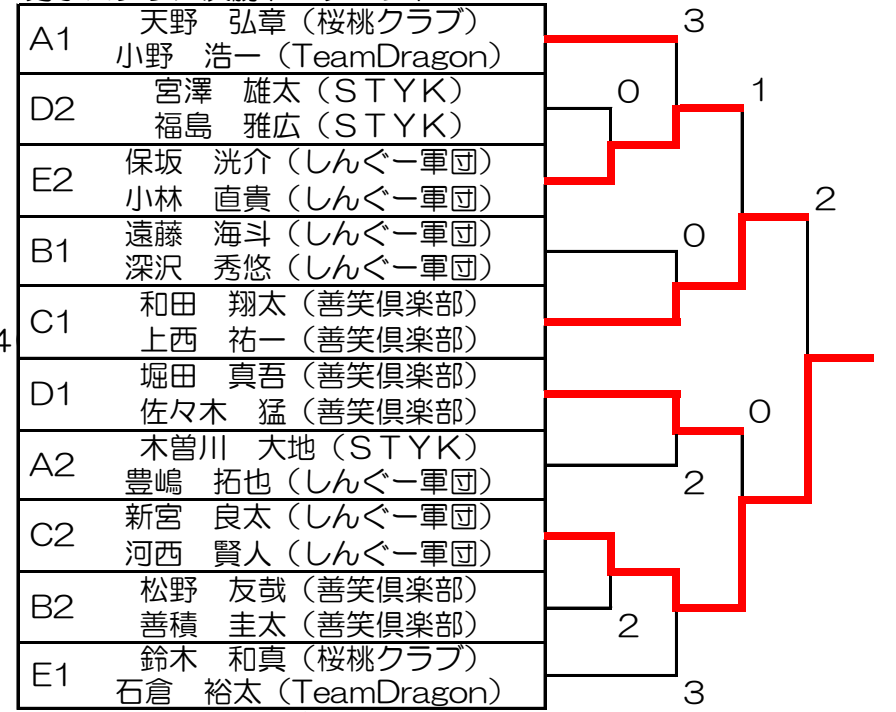 A1 天野　弘章（桜桃クラブ） 3
小野　浩一（TeamDragon）
D2 宮澤　雄太（ＳＴＹＫ） 0 1
福島　雅広（ＳＴＹＫ）
E2 保坂　洸介（しんぐー軍団）
小林　直貴（しんぐー軍団） 2
B1 遠藤　海斗（しんぐー軍団） 0
深沢　秀悠（しんぐー軍団）
C1 和田　翔太（善笑倶楽部）
4 上西　祐一（善笑倶楽部）
D1 堀田　真吾（善笑倶楽部）
佐々木　猛（善笑倶楽部） 0
A2 木曽川　大地（ＳＴＹＫ）
豊嶋　拓也（しんぐー軍団） 2
C2 新宮　良太（しんぐー軍団）
河西　賢人（しんぐー軍団）
B2 松野　友哉（善笑倶楽部）
善積　圭太（善笑倶楽部） 2
E1 鈴木　和真（桜桃クラブ）
石倉　裕太（TeamDragon） 3